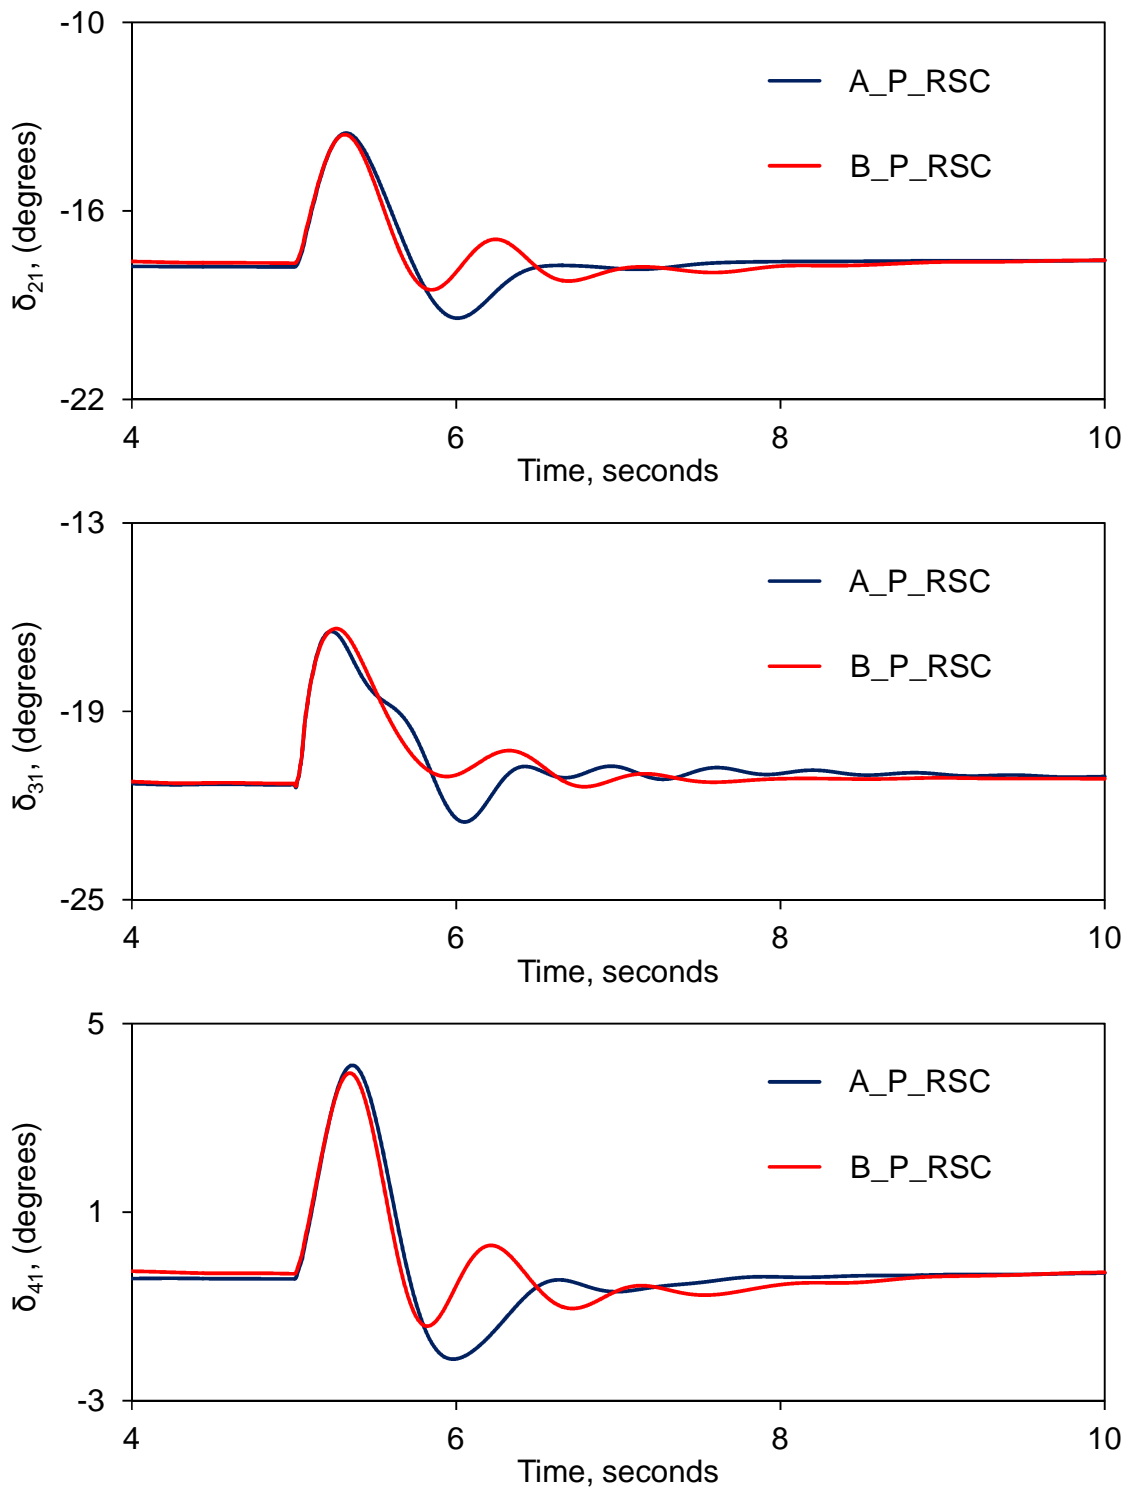 -10
A_P_RSC
B_P_RSC
-16
δ21, (degrees)
-22
4 6 8 10
Time, seconds
-13
A_P_RSC
B_P_RSC
-19
δ31, (degrees)
-25
4 6 8 10
Time, seconds
5
A_P_RSC
B_P_RSC
1
δ41, (degrees)
-3
4 6 8 10
Time, seconds